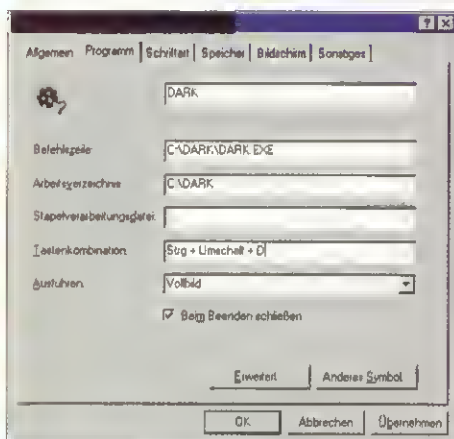 Allgemein Programm Schriftart Speicher Bildschirm Sonstiges
DARK
Befehlszeile: C:\DARK\DARK.EXE
Arbeitsverzeichnis: C:\DARK
Stapelverarbeitungsdatei:
Tastenkombination: Strg + Umschalt + D
Ausführen: Vollbild
Beim Beenden schließen
Erweitert... Anderes Symbol...
OK Abbrechen Übernehmen